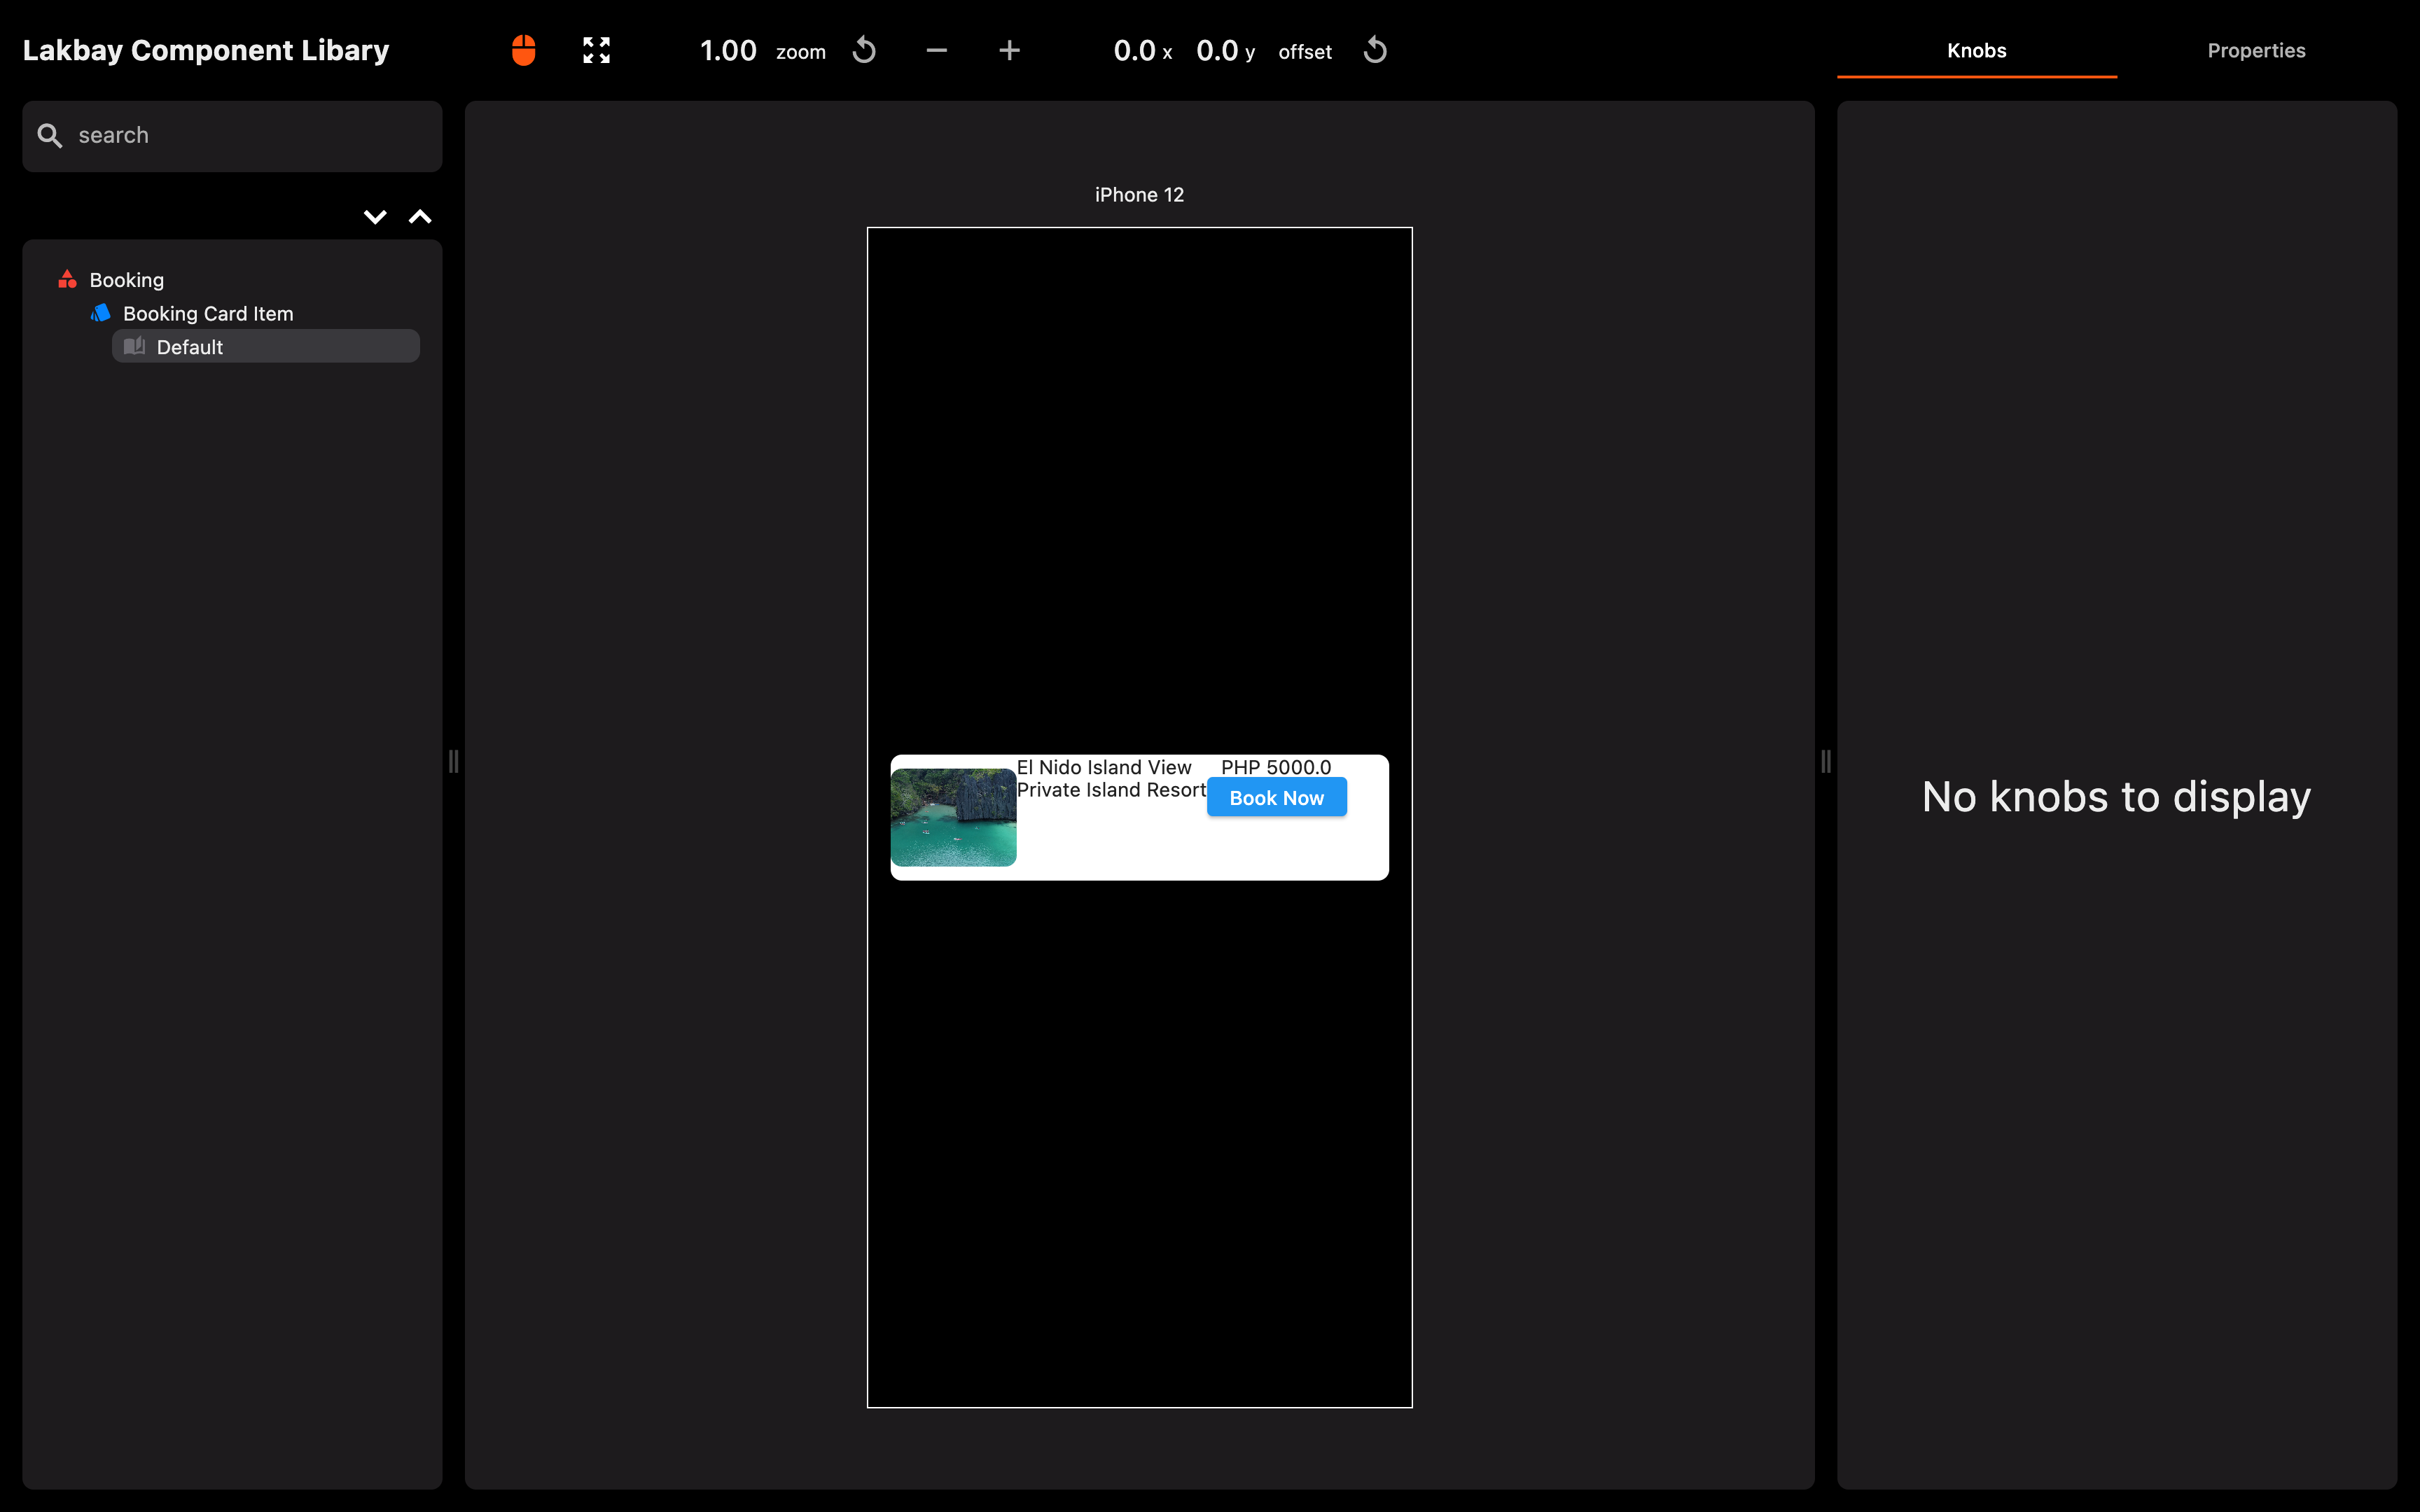 Lakbay Component Libary
1.00 zoom
0.0 x 0.0 y offset
Knobs
Properties
search
Booking
Booking Card Item
Default
iPhone 12
El Nido Island View
Private Island Resort
PHP 5000.0
Book Now
No knobs to display